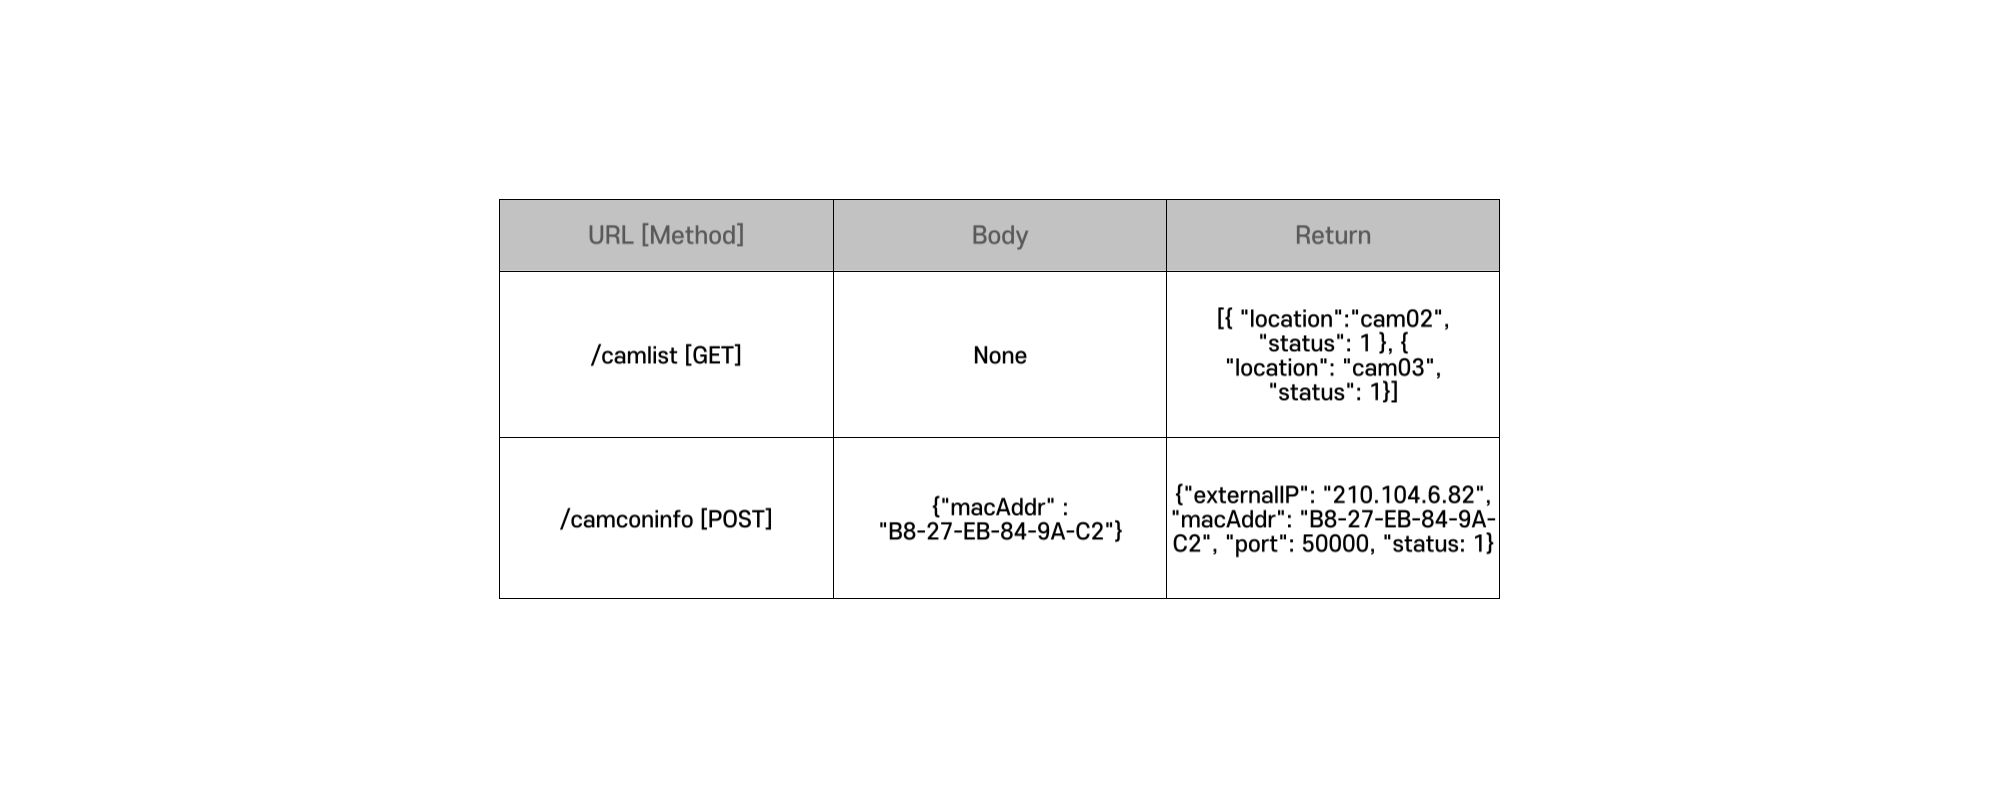 URL [Method]
Body
Return
/camlist [GET]
None
[{ "location":"cam02",
"status": 1 }, {
"location": "cam03",
"status": 1}]
/camconinfo [POST]
{"macAddr" :
"B8-27-EB-84-9A-C2"}
{"externalIP": "210.104.6.82",
"macAddr": "B8-27-EB-84-9A-
C2", "port": 50000, "status: 1}